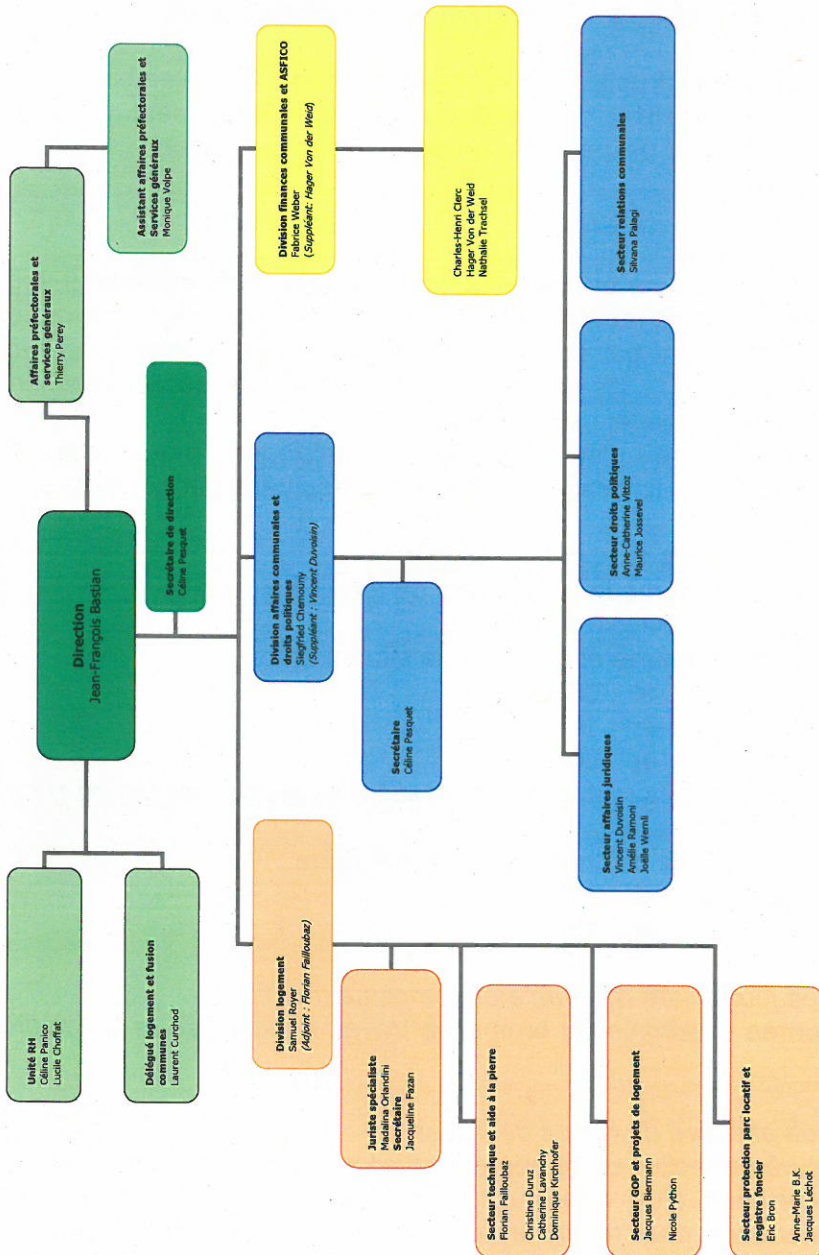 Direction
Jean-François Bastian
Unité RH
Céline Panico
Lucile Choffat
Délégué logement et fusion
communes
Laurent Curchod
Affaires préfectorales et
services généraux
Thierry Perey
Assistant affaires préfectorales et
Services généraux
Monique Volpe
Secrétaire de direction
Céline Pesquet
Division logement
Samuel Royer
(Adjoint : Florian Failloubaz)
Juriste spécialiste
Madalina Orlandini
Secrétaire
Jacqueline Fazan
Secteur technique et aide à la pierre
Florian Failloubaz
Christine Duruz
Catherine Lavanchy
Dominique Kirchhofer
Secteur GOP et projets de logement
Jacques Biermann
Nicole Python
Secteur protection parc locatif et
registre foncier
Eric Bron
Anne-Marie B.K.
Jacques Léchot
Division affaires communales et
droits politiques
Siegfried Chemouny
(Suppléant : Vincent Duvoisin)
Secrétaire
Céline Pesquet
Secteur affaires juridiques
Vincent Duvoisin
Amélie Ramoni
Joëlle Wernli
Secteur droits politiques
Anne-Catherine Vittoz
Maurice Jossevel
Secteur relations communales
Silvana Palagi
Division finances communales et ASFICO
Fabrice Weber
(Suppléant: Hager Von der Weid)
Charles-Henri Clerc
Hager Von der Weid
Nathalie Trachsel